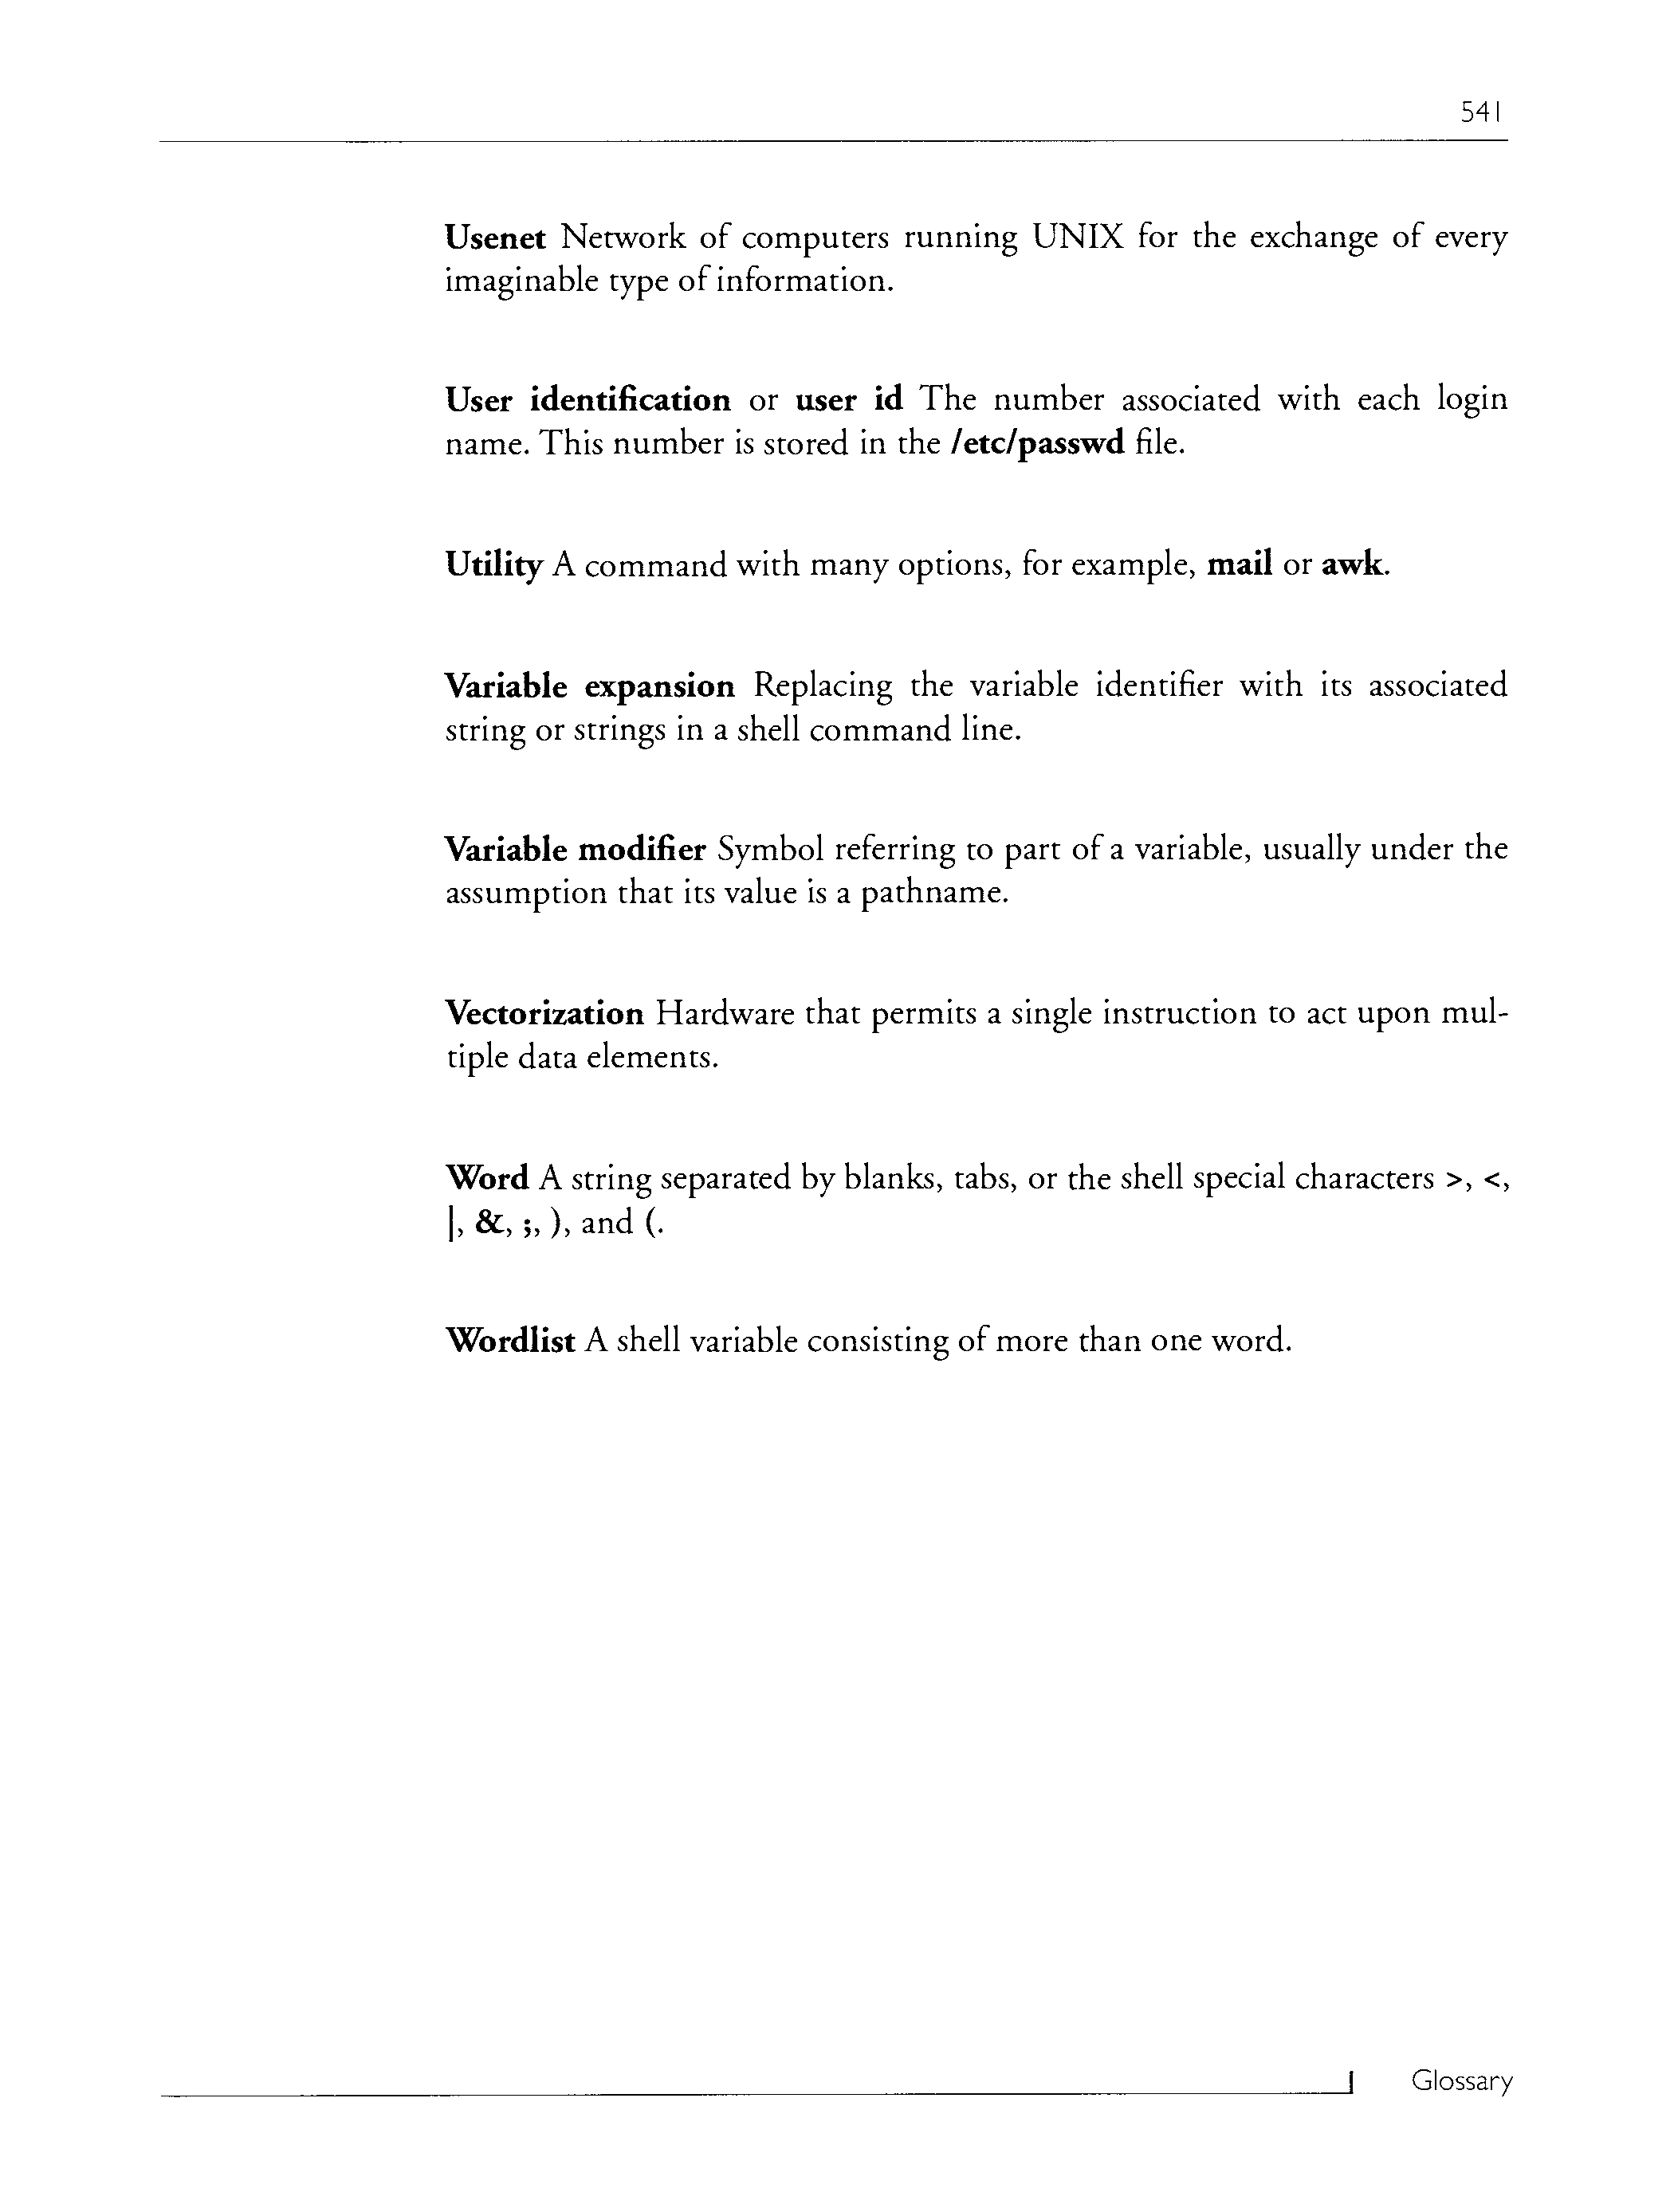 541
Usenet Network of computers running UNIX for the exchange of every
imaginable type of information.
User identification or user id The number associated with each login
name. This number is stored in the /etc/passwd file.
Utility A command with many options, for example, mail or awk.
Variable expansion Replacing the variable identifier with its associated
string or strings in a shell command line.
Variable modifier Symbol referring to part of a variable, usually under the
assumption that its value is a pathname.
Vectorization Hardware that permits a single instruction to act upon mul-
tiple data elements.
Word A string separated by blanks, tabs, or the shell special characters >, <,
|, &, ;, ), and (.
Wordlist A shell variable consisting of more than one word.
Glossary